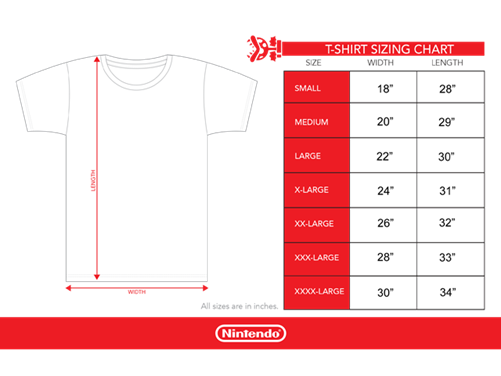 T-SHIRT SIZING CHART
SIZE WIDTH LENGTH
SMALL 18” 28”
MEDIUM 20” 29”
LARGE 22” 30”
X-LARGE 24” 31”
XX-LARGE 26” 32”
XXX-LARGE 28” 33”
XXXX-LARGE 30” 34”
LENGTH
WIDTH
All sizes are in inches.
Nintendo